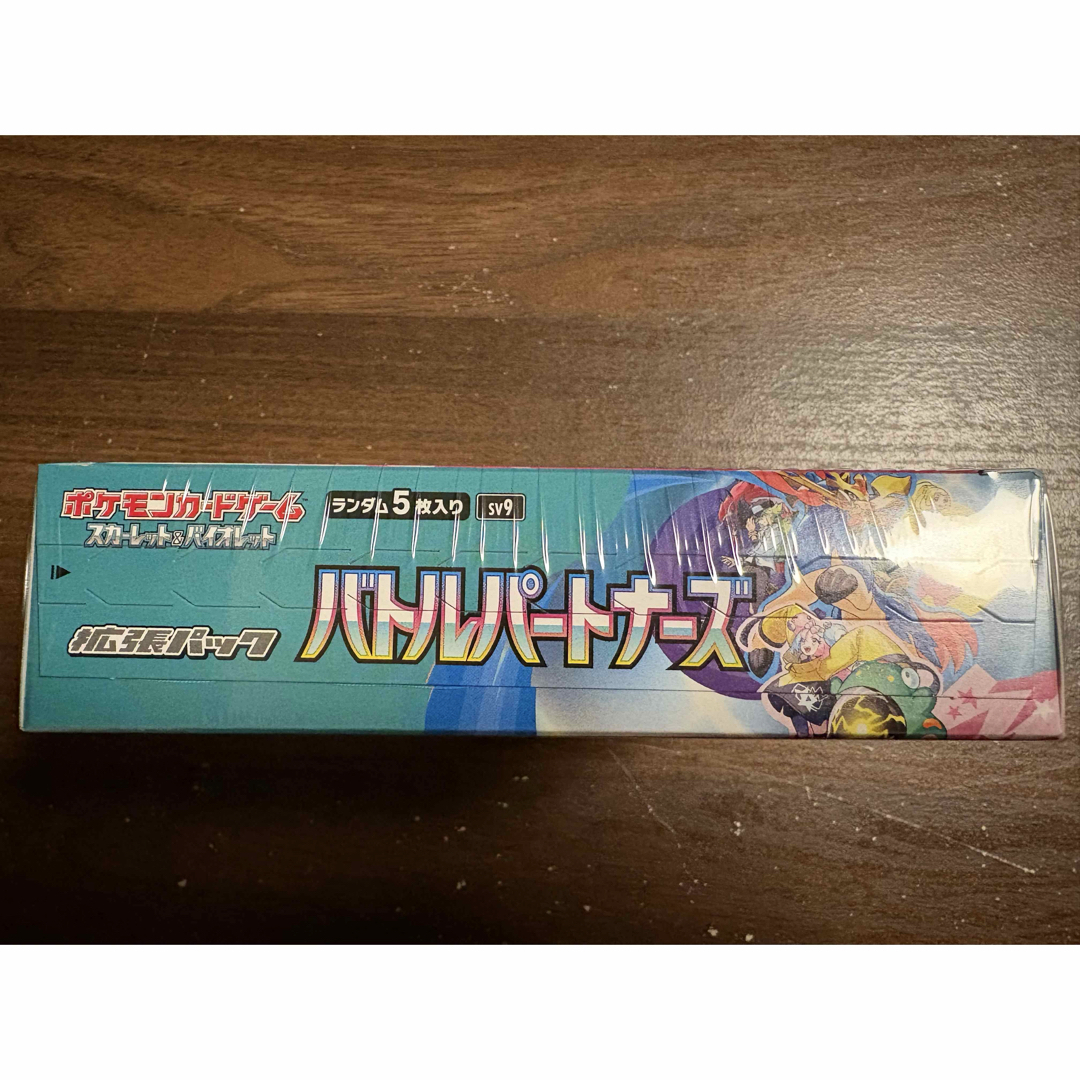 ポケモンカードゲーム
スカーレット&バイオレット
ランダム5枚入り
SV9
拡張パック
バトルパートナーズ